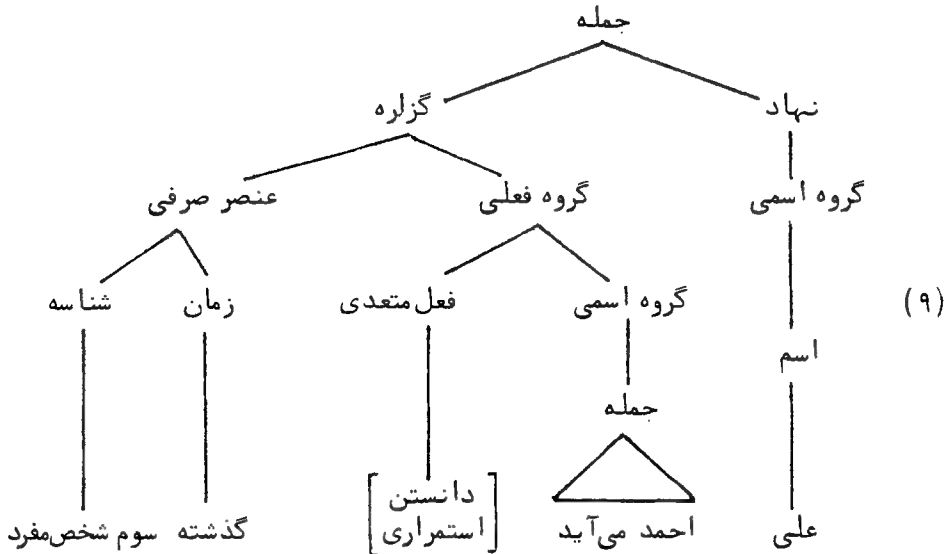 جمله
نهاد گزاره
گروه اسمی گروه فعلی عنصر صرفی
(۹) گروه اسمی فعل متعدی زمان شناسه
اسم
جمله
دانستن
علی احمد می‌آید [استمراری] گذشته سوم شخص مفرد